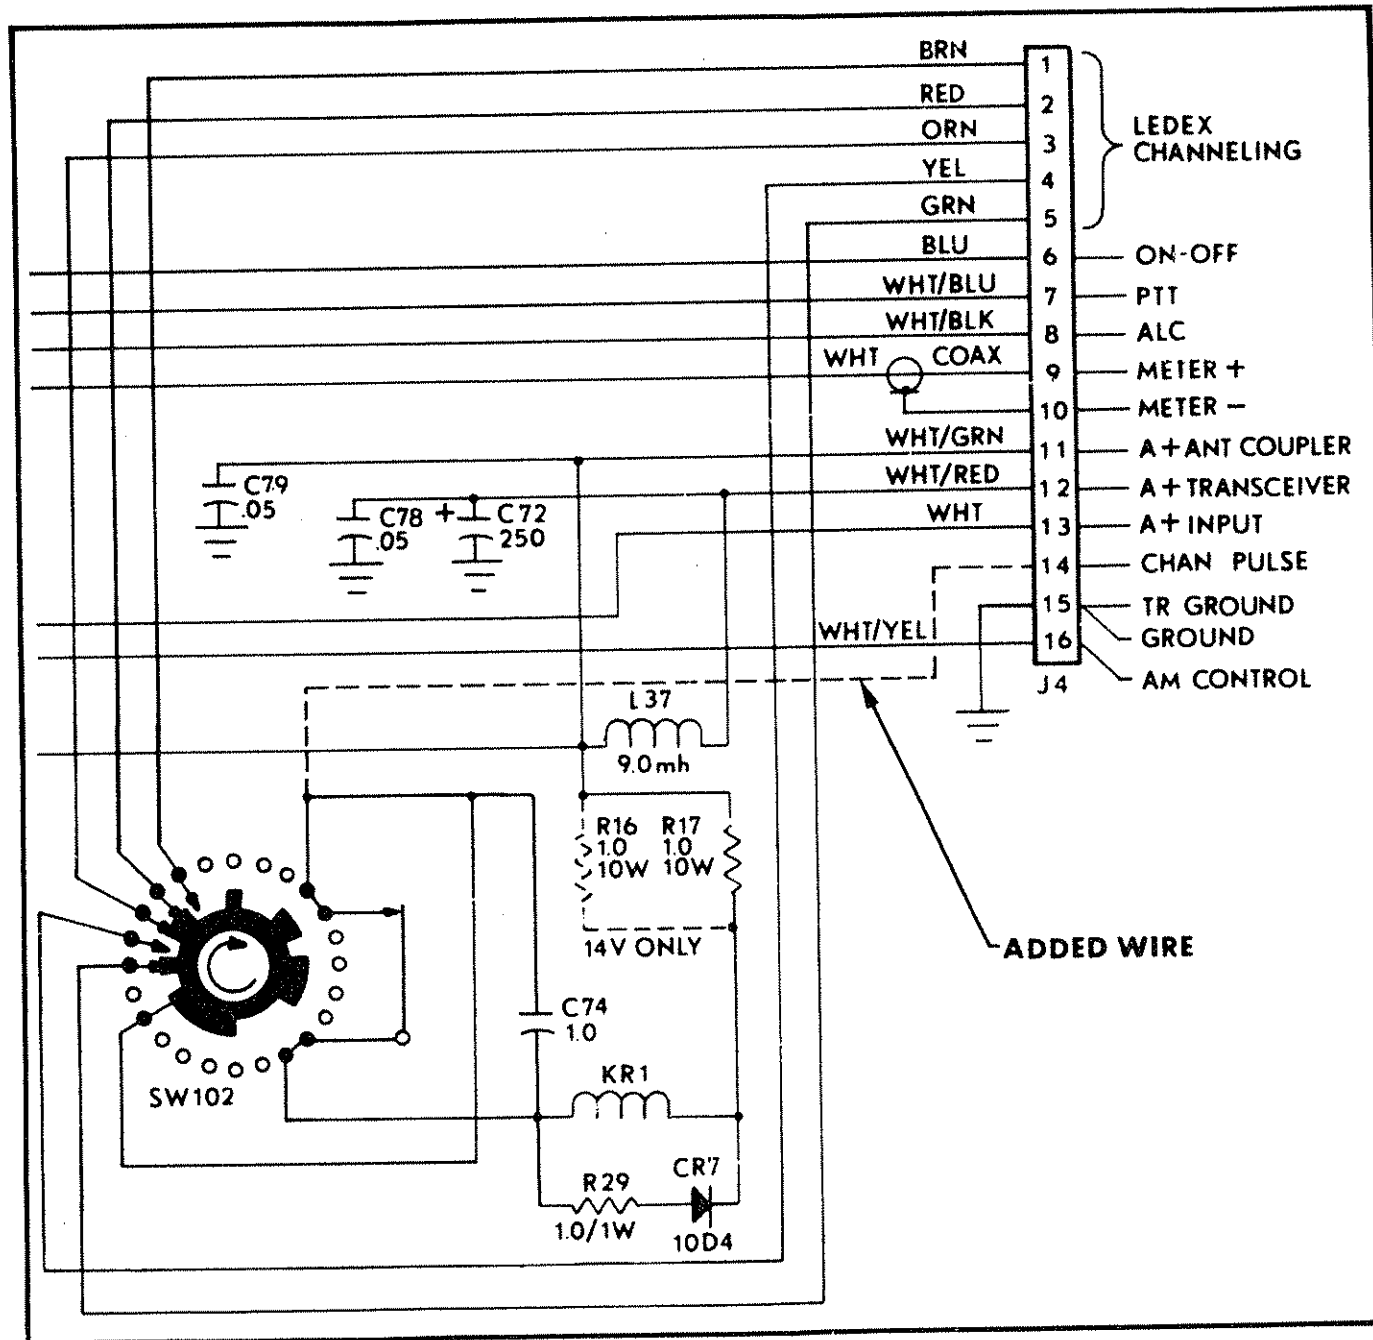 BRN
1
RED
2
ORN
3
LEDEX
CHANNELING
YEL
4
GRN
5
BLU
6
ON-OFF
WHT/BLU
7
PTT
WHT/BLK
8
ALC
WHT
COAX
9
METER +
10
METER −
WHT/GRN
11
A+ ANT COUPLER
WHT/RED
12
A+ TRANSCEIVER
WHT
13
A+ INPUT
14
CHAN PULSE
15
TR GROUND
WHT/YEL
16
GROUND
J4
AM CONTROL
C79
.05
C78
.05
+
C72
250
L37
9.0mh
R16
1.0
10W
R17
1.0
10W
14V ONLY
ADDED WIRE
C74
1.0
SW102
KR1
R29
1.0/1W
CR7
10D4